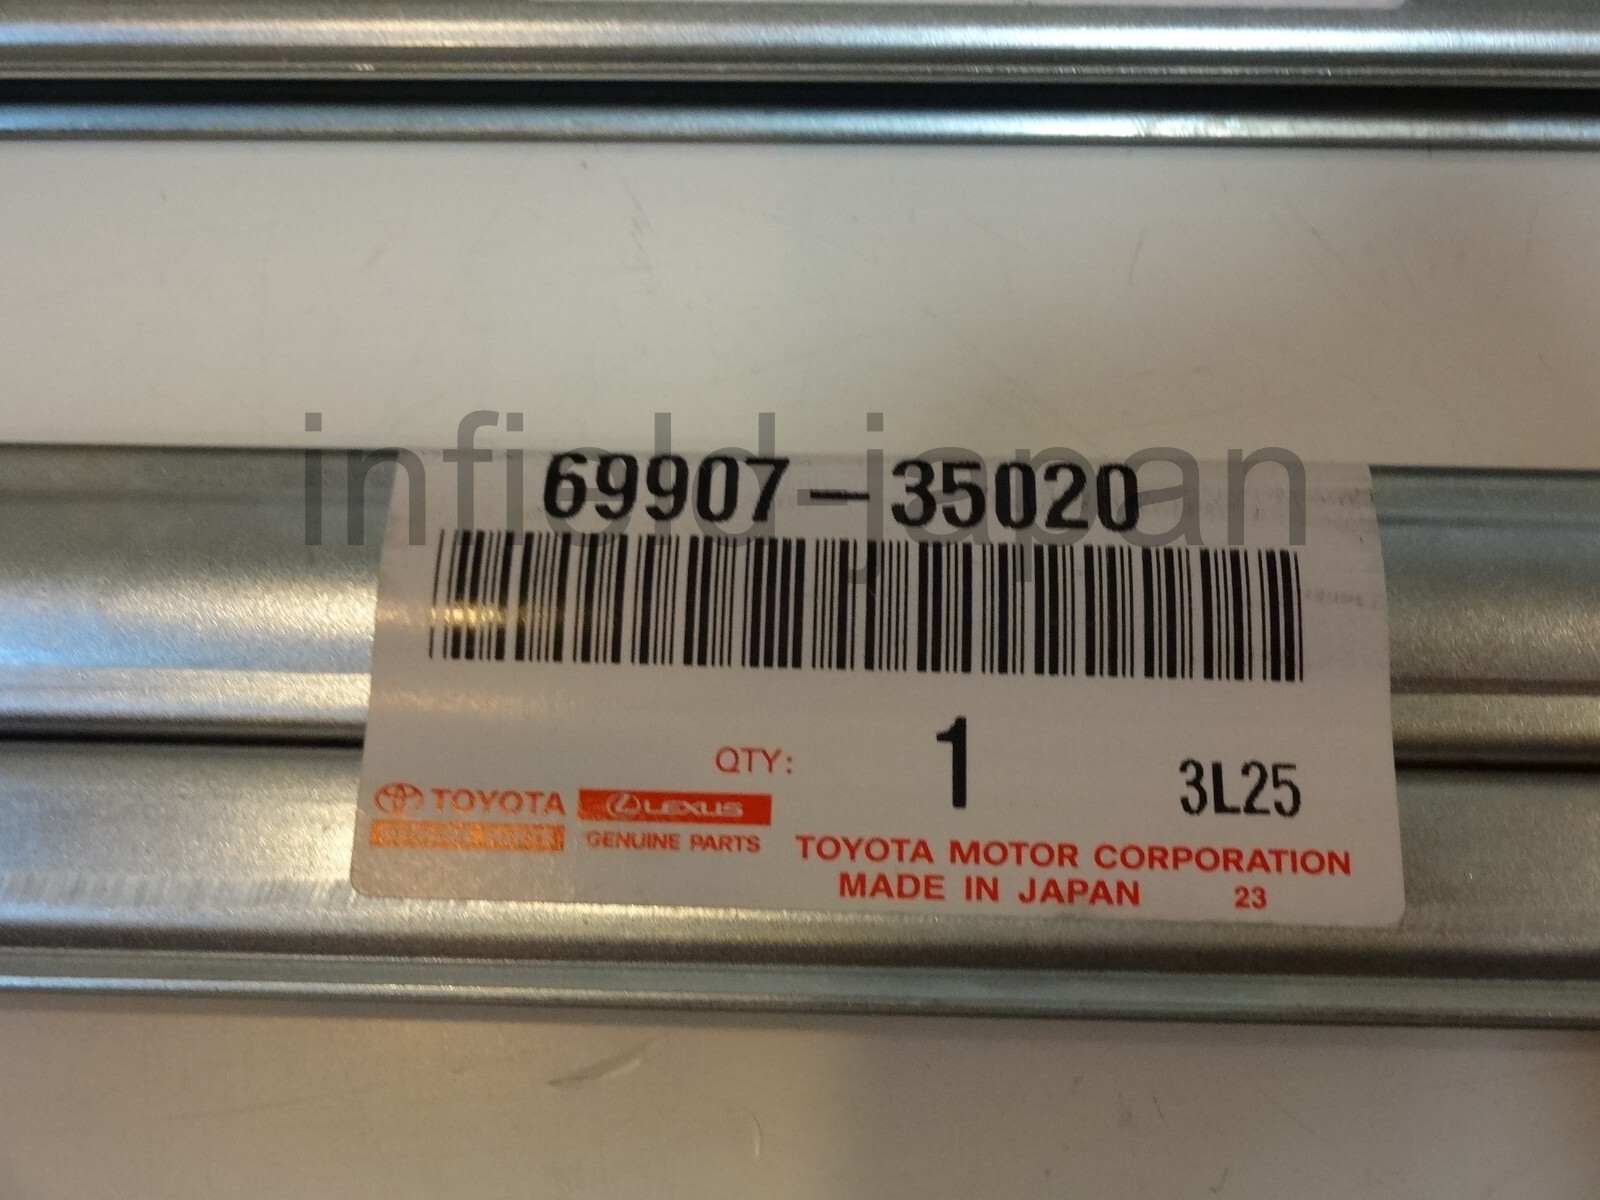 infield-japan
69907-35020
QTY: 1 3L25
TOYOTA LEXUS
GENUINE PARTS
TOYOTA MOTOR CORPORATION
MADE IN JAPAN 23